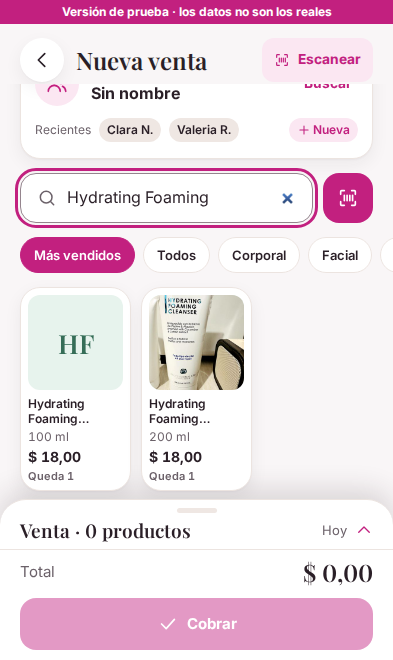 Versión de prueba · los datos no son los reales
Nueva venta
Escanear
Sin nombre
Buscar
Recientes
Clara N.
Valeria R.
+ Nueva
Hydrating Foaming
Más vendidos
Todos
Corporal
Facial
HF
HYDRATING
FOAMING
CLEANSER
Hydrating
Foaming...
100 ml
$ 18,00
Queda 1
Hydrating
Foaming...
200 ml
$ 18,00
Queda 1
Venta · 0 productos
Hoy
Total
$ 0,00
Cobrar